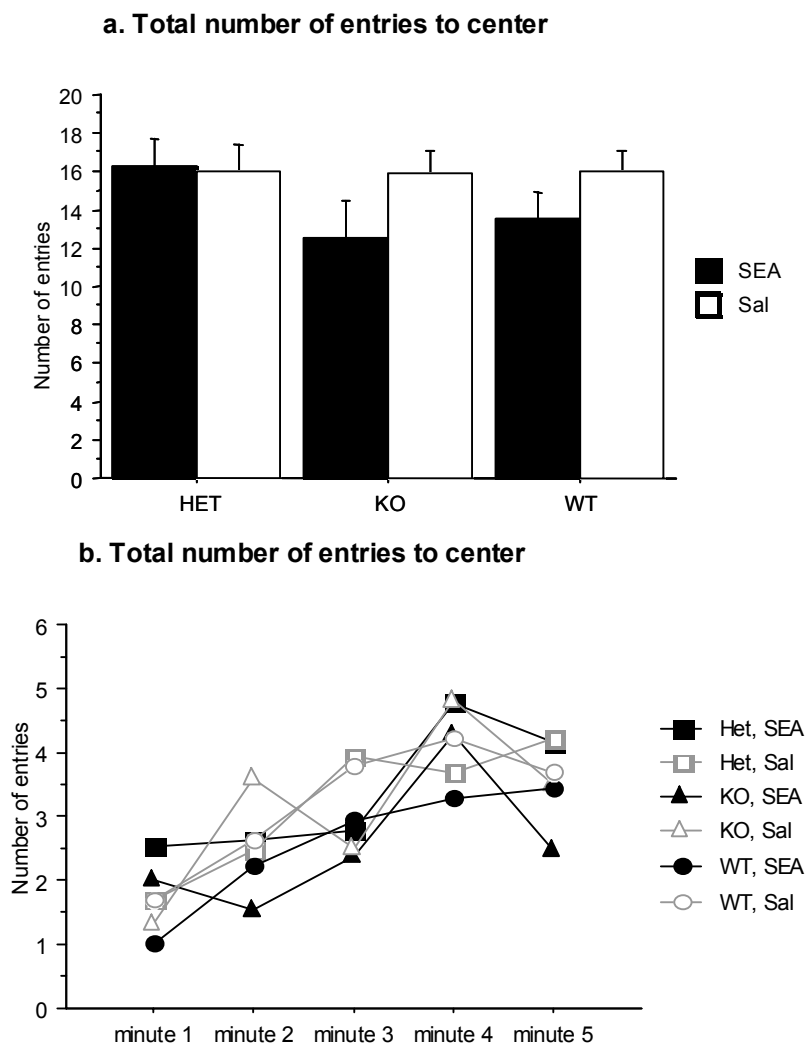 a. Total number of entries to center
20
18
16
14
12
10
8
6
4
2
0
Number of entries
HET
KO
WT
SEA
Sal
b. Total number of entries to center
6
5
4
3
2
1
0
Number of entries
minute 1
minute 2
minute 3
minute 4
minute 5
Het, SEA
Het, Sal
KO, SEA
KO, Sal
WT, SEA
WT, Sal